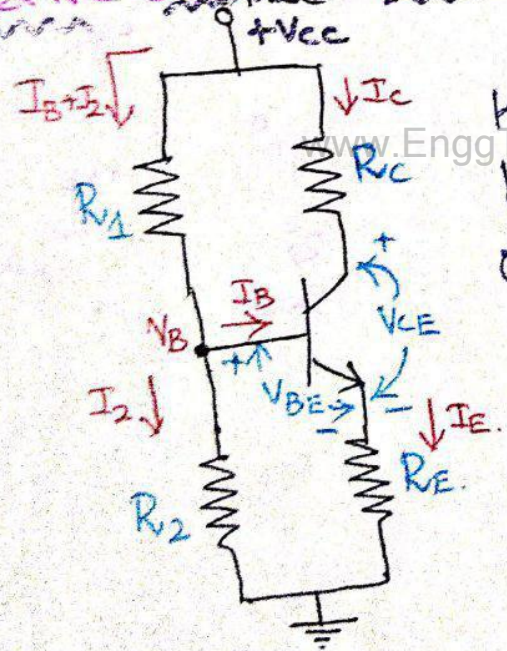 +Vcc
IB+I2
IC
www.Engg
R1
RC
+
IB
VB
VCE
+
VBE
-
-
I2
IE.
R2
RE.